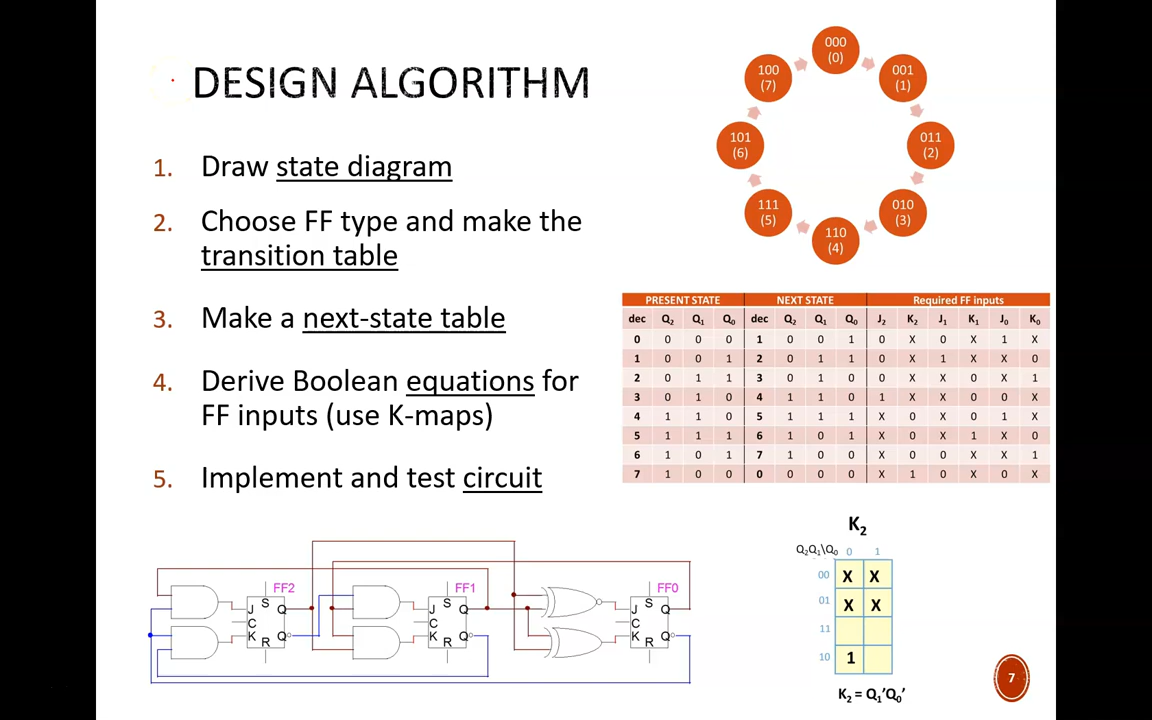 DESIGN ALGORITHM
1. Draw state diagram
2. Choose FF type and make the
transition table
3. Make a next-state table
4. Derive Boolean equations for
FF inputs (use K-maps)
5. Implement and test circuit
000
(0)
001
(1)
011
(2)
010
(3)
110
(4)
111
(5)
101
(6)
100
(7)
PRESENT STATE NEXT STATE Required FF inputs
dec Q₂ Q₁ Q₀ dec Q₂ Q₁ Q₀ J₂ K₂ J₁ K₁ J₀ K₀
0 0 0 0 1 0 0 1 0 X 0 X 1 X
1 0 0 1 2 0 1 1 0 X 1 X X 0
2 0 1 1 3 0 1 0 0 X X 0 X 1
3 0 1 0 4 1 1 0 1 X X 0 0 X
4 1 1 0 5 1 1 1 X 0 X 0 1 X
5 1 1 1 6 1 0 1 X 0 X 1 X 0
6 1 0 1 7 1 0 0 X 0 0 X X 1
7 1 0 0 0 0 0 0 X 1 0 X 0 X
FF2
J S Q
C
K R Q
FF1
J S Q
C
K R Q
FF0
J S Q
C
K R Q
K₂
Q₂Q₁\Q₀ 0 1
00 X X
01 X X
11
10 1
K₂ = Q₁’Q₀’
7